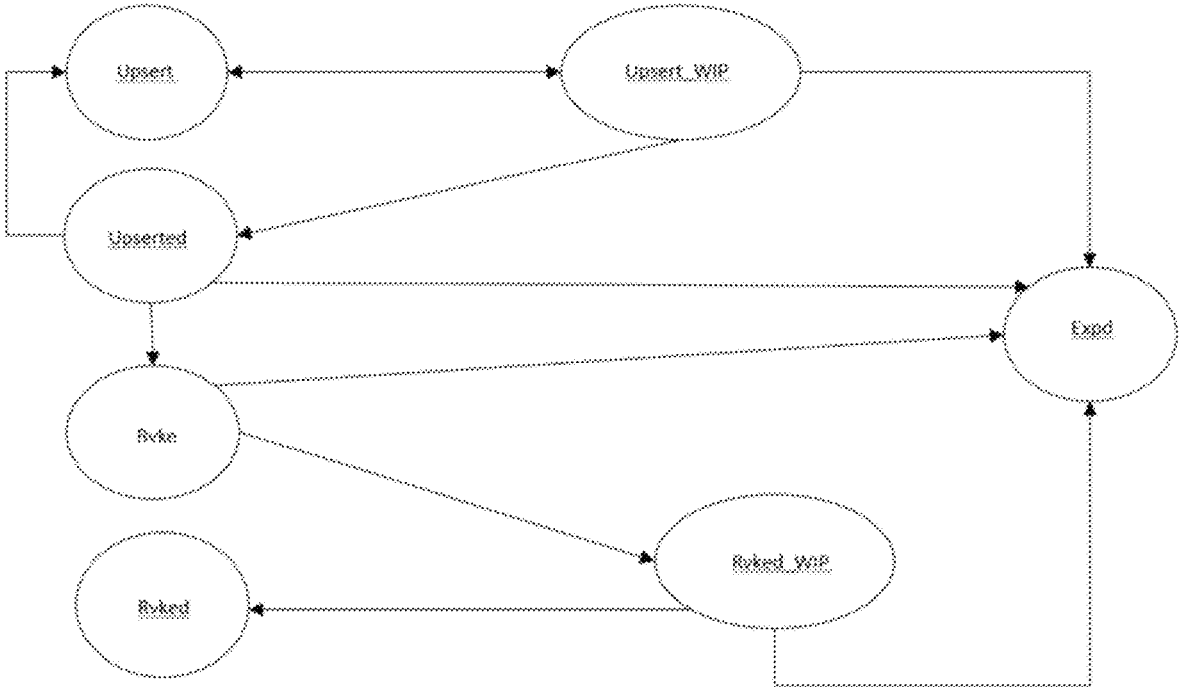 Upsert
Upsert_WIP
Upserted
Expd
Rvke
Rvked_WIP
Rvked